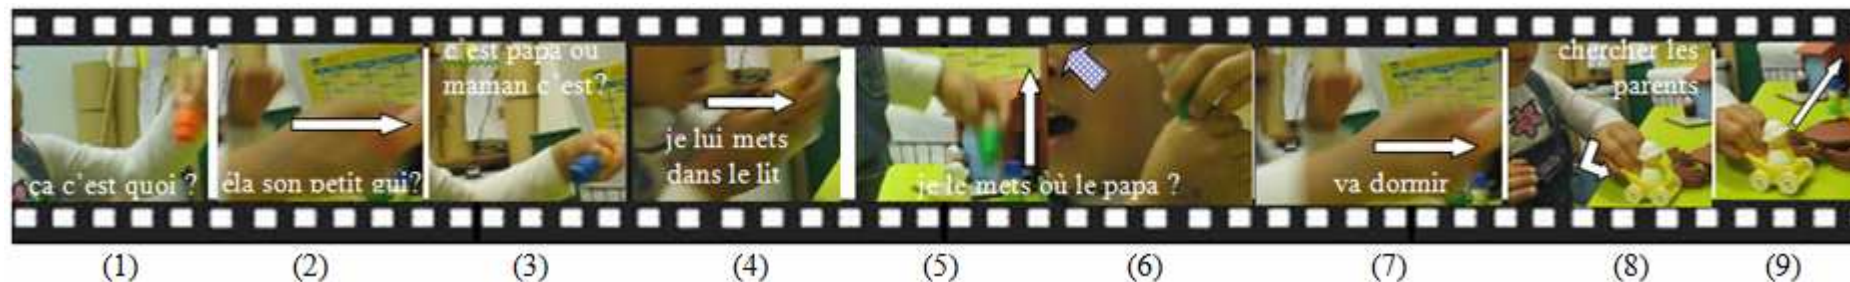 ça c'est quoi ?
éla son petit gui?
c'est papa ou
maman c'est?
je lui mets
dans le lit
je le mets où le papa ?
va dormir
chercher les
parents
(1) (2) (3) (4) (5) (6) (7) (8) (9)